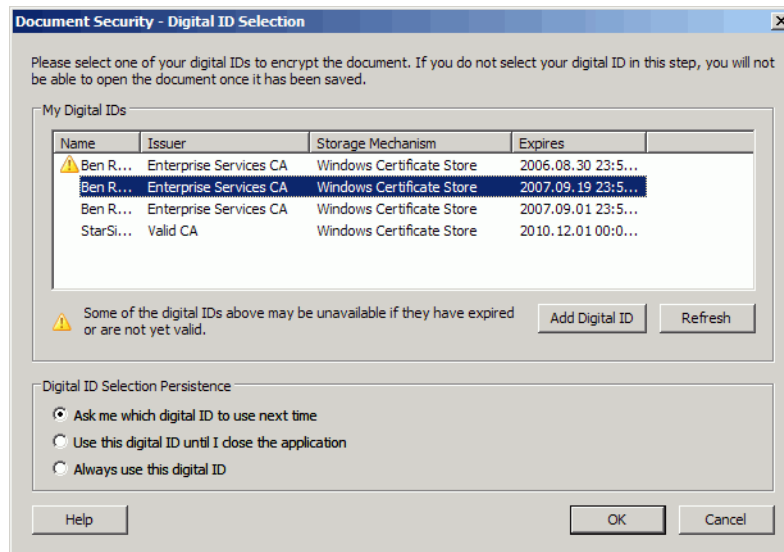 Document Security - Digital ID Selection
Please select one of your digital IDs to encrypt the document. If you do not select your digital ID in this step, you will not
be able to open the document once it has been saved.
My Digital IDs
Name Issuer Storage Mechanism Expires
Ben R... Enterprise Services CA Windows Certificate Store 2006.08.30 23:5...
Ben R... Enterprise Services CA Windows Certificate Store 2007.09.19 23:5...
Ben R... Enterprise Services CA Windows Certificate Store 2007.09.01 23:5...
StarSi... Valid CA Windows Certificate Store 2010.12.01 00:0...
Some of the digital IDs above may be unavailable if they have expired
or are not yet valid.
Add Digital ID Refresh
Digital ID Selection Persistence
Ask me which digital ID to use next time
Use this digital ID until I close the application
Always use this digital ID
Help OK Cancel